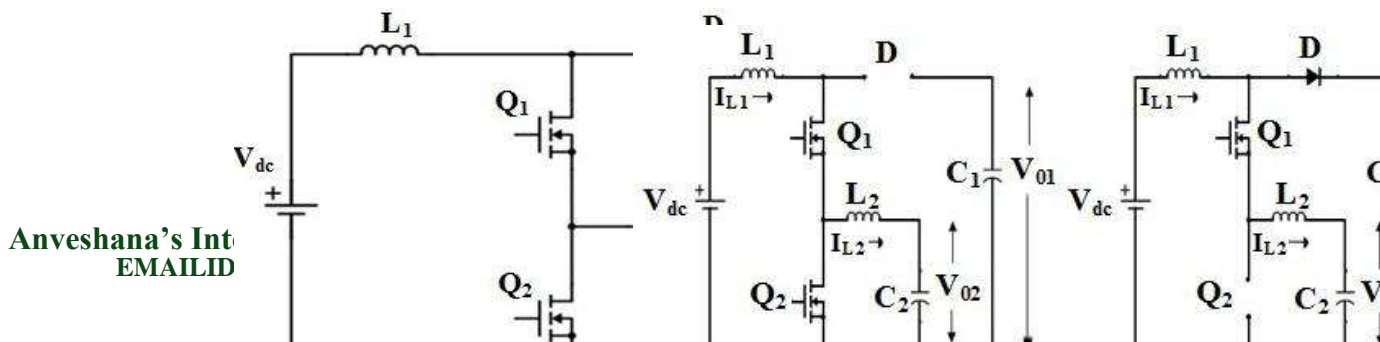 L1
Q1
Vdc
+
Q2
Anveshana's Int
EMAILID
L1
D
IL1→
Q1
C1
V01
Vdc
+
L2
IL2→
Q2
C2
V02
L1
D
IL1→
Q1
Vdc
+
L2
IL2→
Q2
C2
V